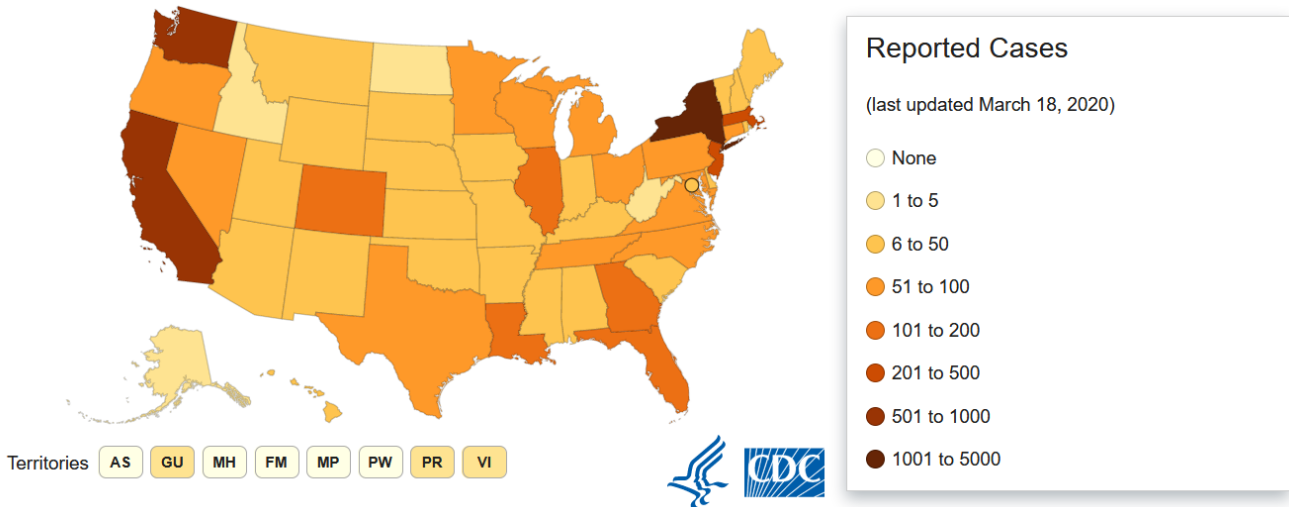 Reported Cases
(last updated March 18, 2020)
None
1 to 5
6 to 50
51 to 100
101 to 200
201 to 500
501 to 1000
1001 to 5000
Territories AS GU MH FM MP PW PR VI
CDC